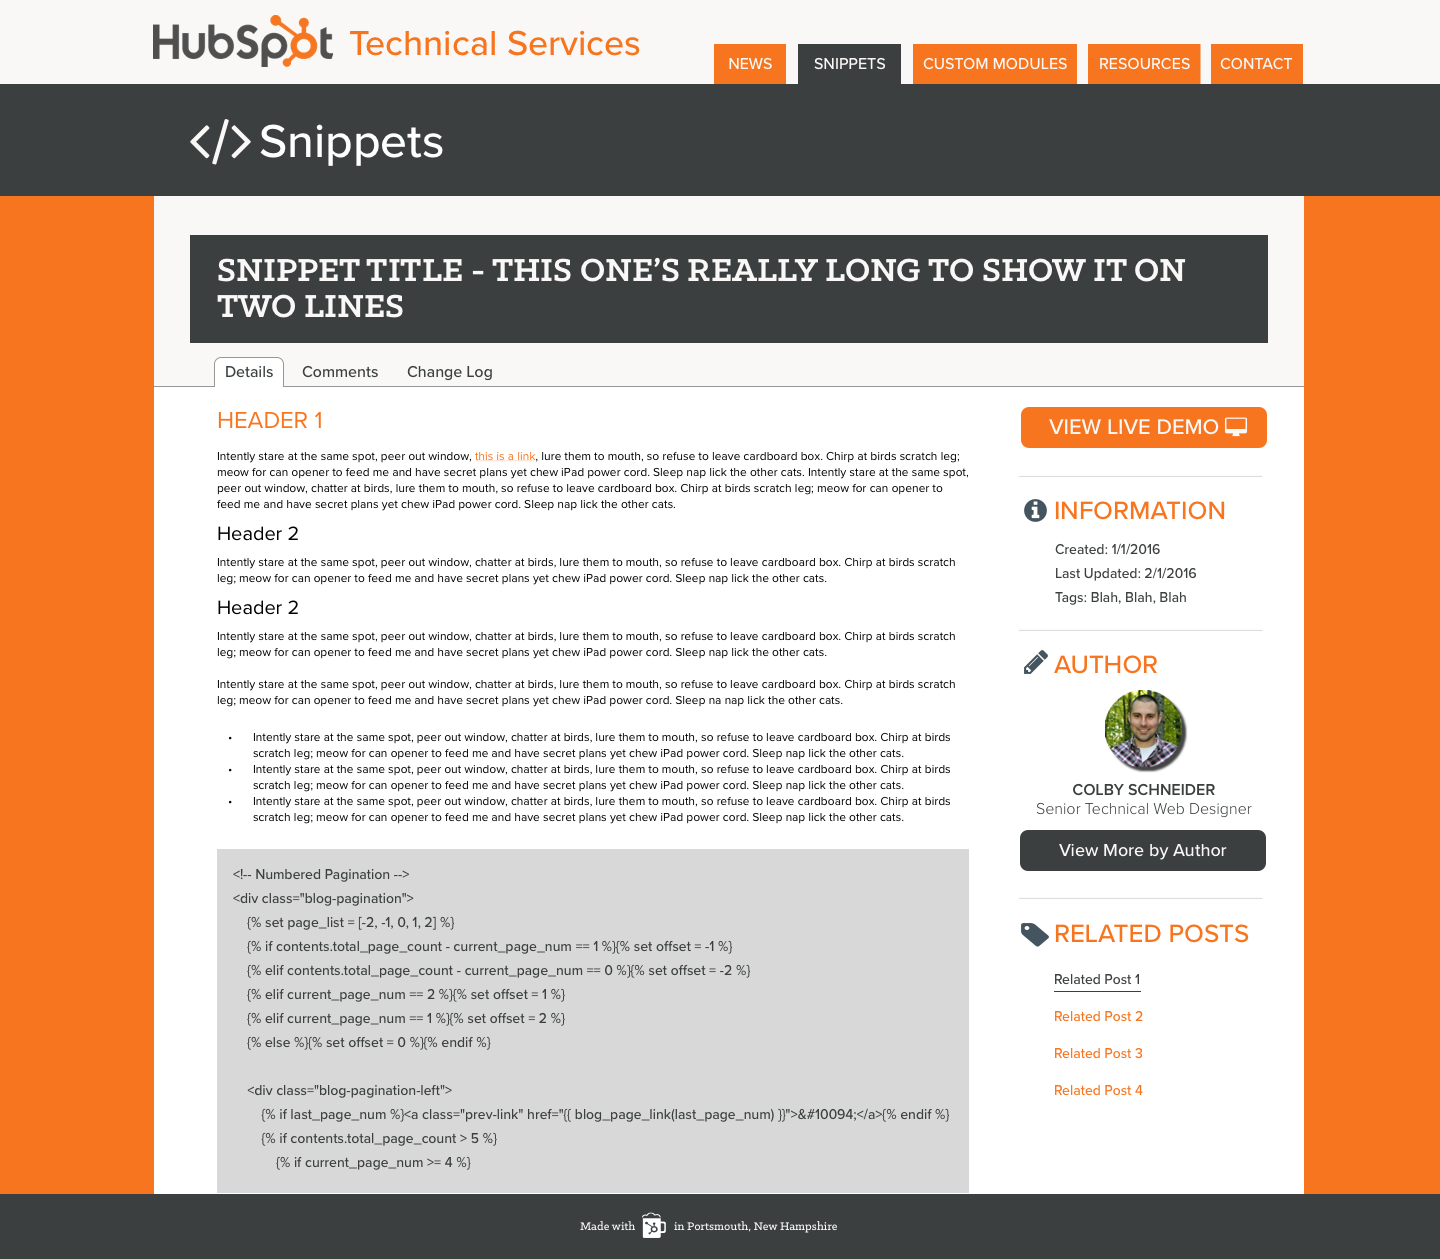 HubSpot Technical Services
NEWS
SNIPPETS
CUSTOM MODULES
RESOURCES
CONTACT
</> Snippets
SNIPPET TITLE - THIS ONE’S REALLY LONG TO SHOW IT ON
TWO LINES
Details
Comments
Change Log
HEADER 1
Intently stare at the same spot, peer out window, this is a link, lure them to mouth, so refuse to leave cardboard box. Chirp at birds scratch leg;
meow for can opener to feed me and have secret plans yet chew iPad power cord. Sleep nap lick the other cats. Intently stare at the same spot,
peer out window, chatter at birds, lure them to mouth, so refuse to leave cardboard box. Chirp at birds scratch leg; meow for can opener to
feed me and have secret plans yet chew iPad power cord. Sleep nap lick the other cats.
Header 2
Intently stare at the same spot, peer out window, chatter at birds, lure them to mouth, so refuse to leave cardboard box. Chirp at birds scratch
leg; meow for can opener to feed me and have secret plans yet chew iPad power cord. Sleep nap lick the other cats.
Header 2
Intently stare at the same spot, peer out window, chatter at birds, lure them to mouth, so refuse to leave cardboard box. Chirp at birds scratch
leg; meow for can opener to feed me and have secret plans yet chew iPad power cord. Sleep nap lick the other cats.
Intently stare at the same spot, peer out window, chatter at birds, lure them to mouth, so refuse to leave cardboard box. Chirp at birds scratch
leg; meow for can opener to feed me and have secret plans yet chew iPad power cord. Sleep na nap lick the other cats.
• Intently stare at the same spot, peer out window, chatter at birds, lure them to mouth, so refuse to leave cardboard box. Chirp at birds
scratch leg; meow for can opener to feed me and have secret plans yet chew iPad power cord. Sleep nap lick the other cats.
• Intently stare at the same spot, peer out window, chatter at birds, lure them to mouth, so refuse to leave cardboard box. Chirp at birds
scratch leg; meow for can opener to feed me and have secret plans yet chew iPad power cord. Sleep nap lick the other cats.
• Intently stare at the same spot, peer out window, chatter at birds, lure them to mouth, so refuse to leave cardboard box. Chirp at birds
scratch leg; meow for can opener to feed me and have secret plans yet chew iPad power cord. Sleep nap lick the other cats.
<!-- Numbered Pagination -->
<div class="blog-pagination">
{% set page_list = [-2, -1, 0, 1, 2] %}
{% if contents.total_page_count - current_page_num == 1 %}{% set offset = -1 %}
{% elif contents.total_page_count - current_page_num == 0 %}{% set offset = -2 %}
{% elif current_page_num == 2 %}{% set offset = 1 %}
{% elif current_page_num == 1 %}{% set offset = 2 %}
{% else %}{% set offset = 0 %}{% endif %}
<div class="blog-pagination-left">
{% if last_page_num %}<a class="prev-link" href="{{ blog_page_link(last_page_num) }}">&#10094;</a>{% endif %}
{% if contents.total_page_count > 5 %}
{% if current_page_num >= 4 %}
VIEW LIVE DEMO
INFORMATION
Created: 1/1/2016
Last Updated: 2/1/2016
Tags: Blah, Blah, Blah
AUTHOR
COLBY SCHNEIDER
Senior Technical Web Designer
View More by Author
RELATED POSTS
Related Post 1
Related Post 2
Related Post 3
Related Post 4
Made with in Portsmouth, New Hampshire